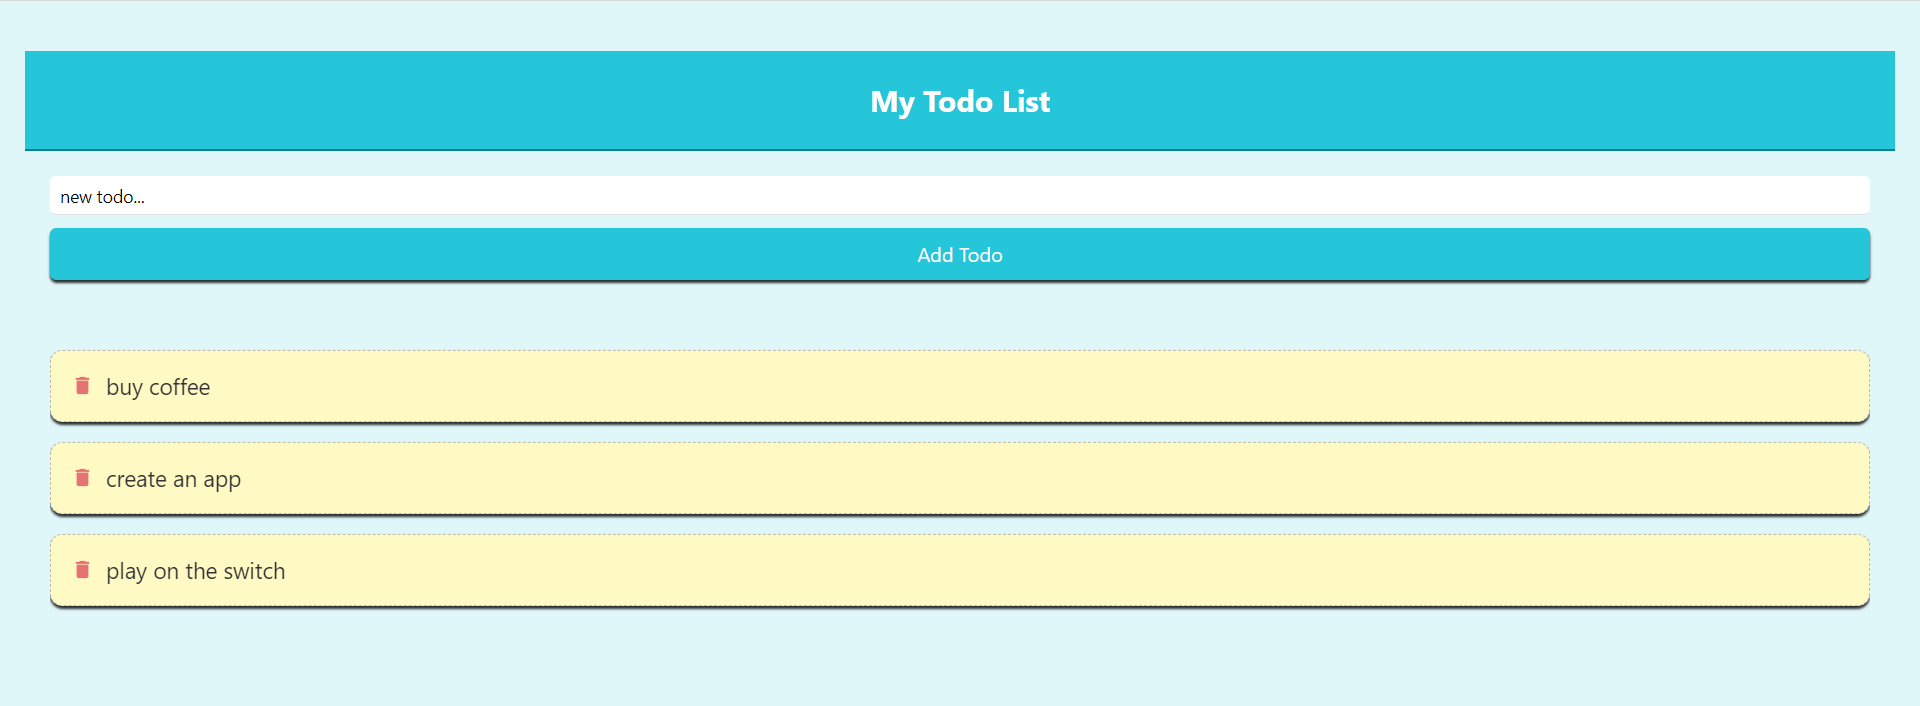 My Todo List
new todo...
Add Todo
buy coffee
create an app
play on the switch